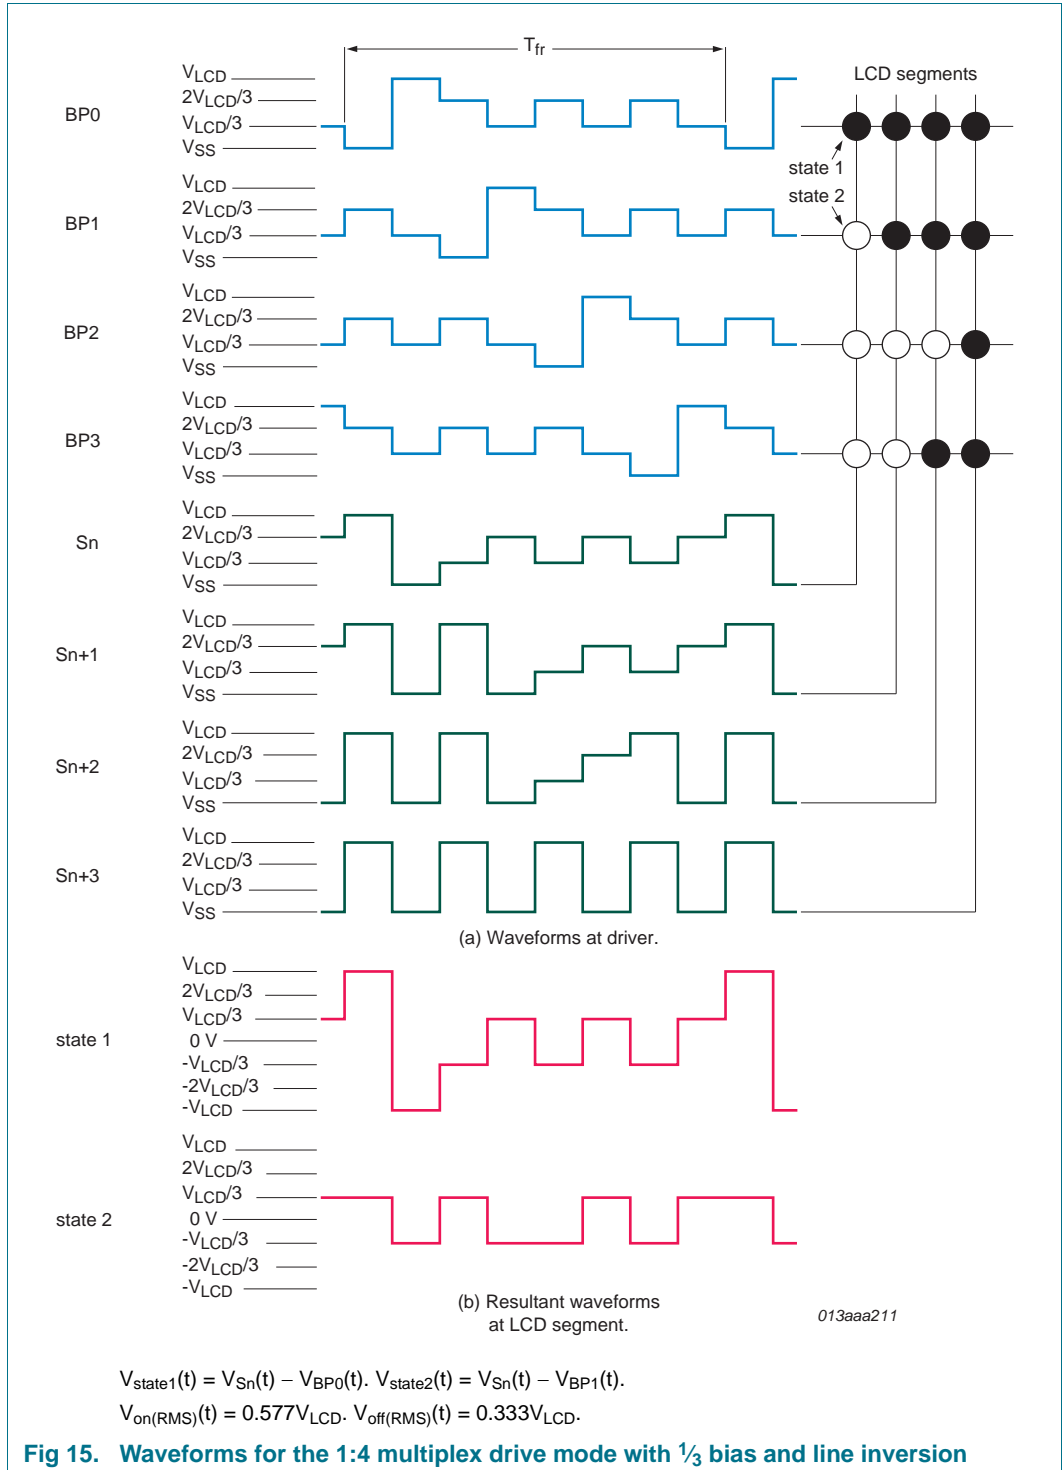 Tfr
LCD segments
BP0
VLCD
2VLCD/3
VLCD/3
VSS
state 1
state 2
BP1
VLCD
2VLCD/3
VLCD/3
VSS
BP2
VLCD
2VLCD/3
VLCD/3
VSS
BP3
VLCD
2VLCD/3
VLCD/3
VSS
Sn
VLCD
2VLCD/3
VLCD/3
VSS
Sn+1
VLCD
2VLCD/3
VLCD/3
VSS
Sn+2
VLCD
2VLCD/3
VLCD/3
VSS
Sn+3
VLCD
2VLCD/3
VLCD/3
VSS
(a) Waveforms at driver.
state 1
VLCD
2VLCD/3
VLCD/3
0 V
-VLCD/3
-2VLCD/3
-VLCD
state 2
VLCD
2VLCD/3
VLCD/3
0 V
-VLCD/3
-2VLCD/3
-VLCD
(b) Resultant waveforms
at LCD segment.
013aaa211
Vstate1(t) = VSn(t) − VBP0(t). Vstate2(t) = VSn(t) − VBP1(t).
Von(RMS)(t) = 0.577VLCD. Voff(RMS)(t) = 0.333VLCD.
Fig 15. Waveforms for the 1:4 multiplex drive mode with 1⁄3 bias and line inversion